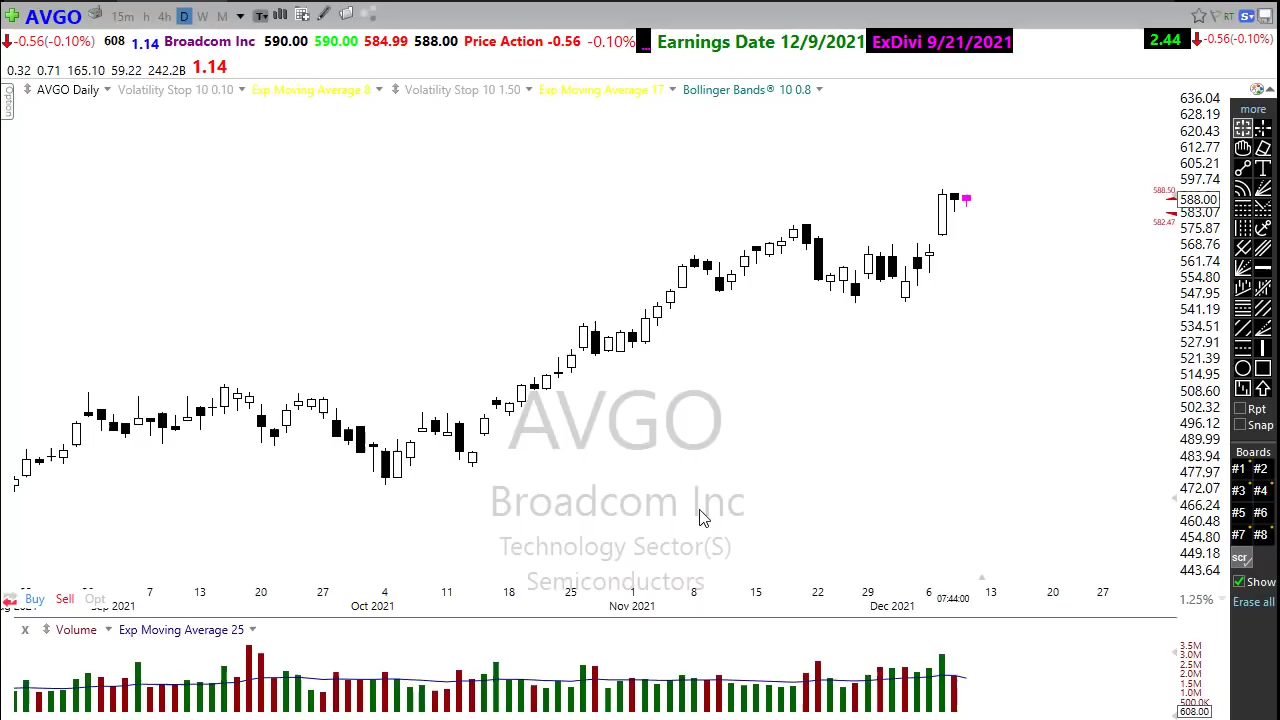 AVGO 15m h 4h D W M T RT S
-0.56(-0.10%) 608 1.14 Broadcom Inc 590.00 590.00 584.99 588.00 Price Action -0.56 -0.10% ... Earnings Date 12/9/2021 ExDivi 9/21/2021 2.44 -0.56(-0.10%)
0.32 0.71 165.10 59.22 242.2B 1.14
Option
AVGO Daily Volatility Stop 10 0.10 Exp Moving Average 8 Volatility Stop 10 1.50 Exp Moving Average 17 Bollinger Bands® 10 0.8
636.04
628.19
620.43
612.77
605.21
597.74
588.50
588.00
583.07
582.47
575.87
568.76
561.74
554.80
547.95
541.19
534.51
527.91
521.39
514.95
508.60
502.32
496.12
489.99
483.94
477.97
472.07
466.24
460.48
454.80
449.18
443.64
more
Rpt
Snap
Boards
#1 #2
#3 #4
#5 #6
#7 #8
scr
Show
Erase all
AVGO
Broadcom Inc
Technology Sector(S)
Semiconductors
7 13 20 27 4 11 18 25 1 8 15 22 29 6 07:44:00 13 20 27
Buy Sell Opt
Sep 2021 Oct 2021 Nov 2021 Dec 2021
1.25%
x Volume Exp Moving Average 25
3.5M
3.0M
2.5M
2.0M
1.5M
1.0M
500.0K
608.00